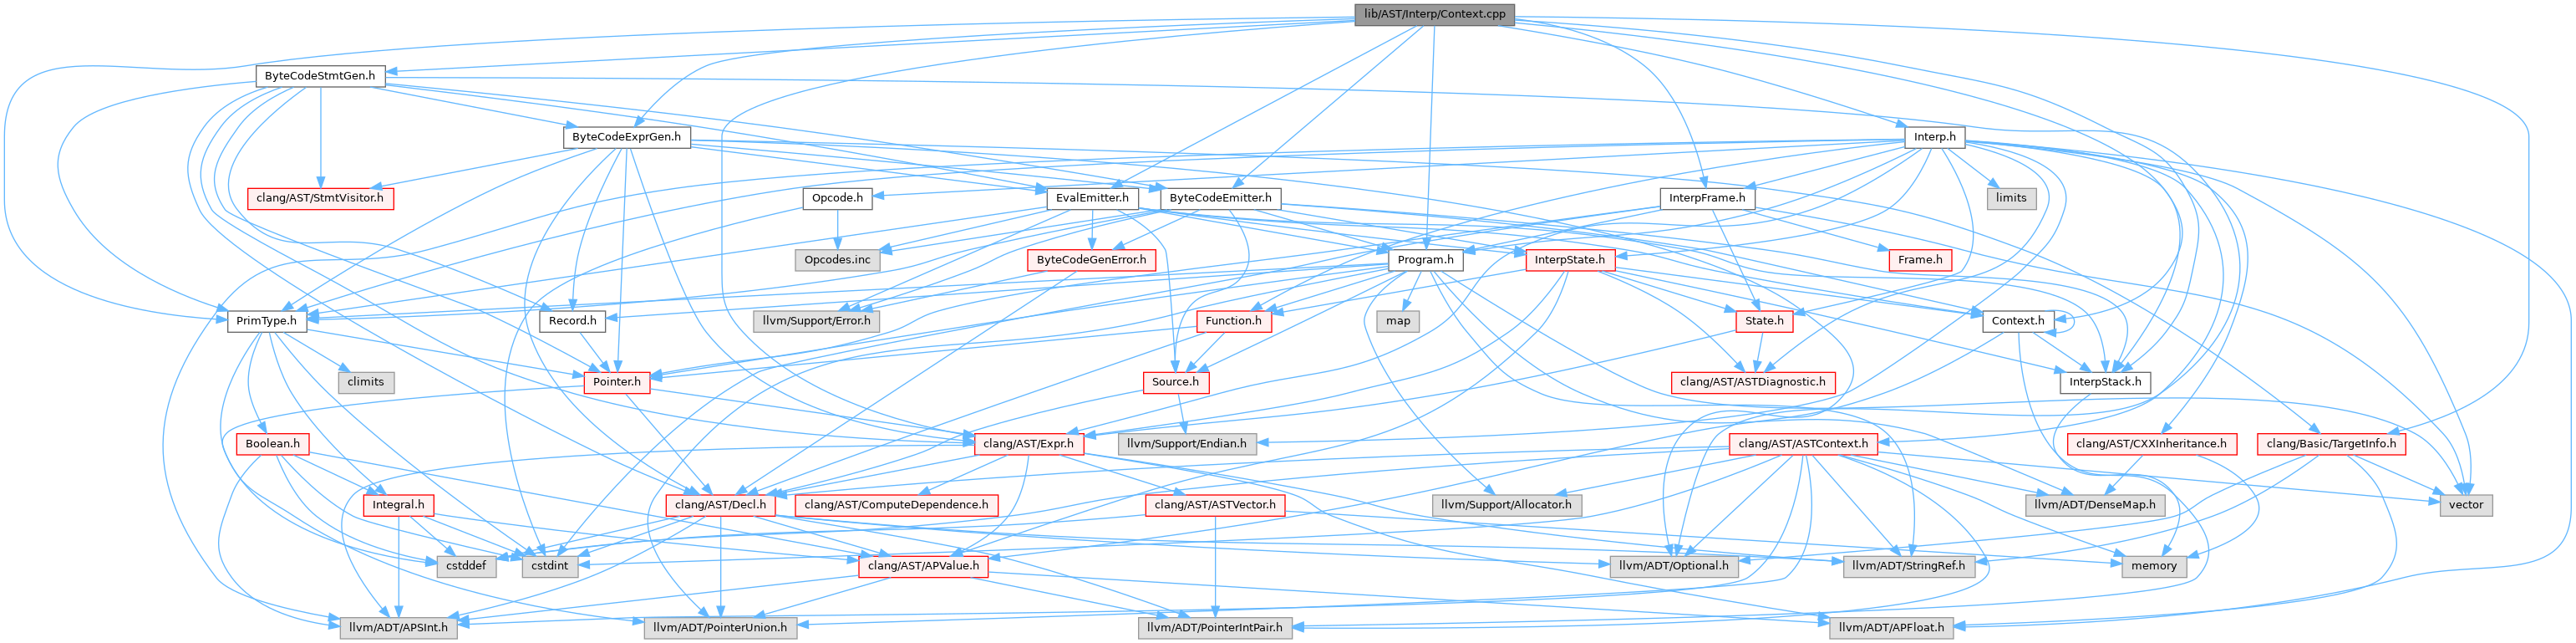 lib/AST/Interp/Context.cpp
ByteCodeStmtGen.h
ByteCodeExprGen.h
Interp.h
clang/AST/StmtVisitor.h
Opcode.h
EvalEmitter.h
ByteCodeEmitter.h
InterpFrame.h
limits
Opcodes.inc
ByteCodeGenError.h
Program.h
InterpState.h
Frame.h
PrimType.h
Record.h
llvm/Support/Error.h
map
Function.h
State.h
Context.h
climits
Pointer.h
Source.h
clang/AST/ASTDiagnostic.h
InterpStack.h
Boolean.h
clang/AST/Expr.h
llvm/Support/Endian.h
clang/AST/ASTContext.h
clang/AST/CXXInheritance.h
clang/Basic/TargetInfo.h
Integral.h
clang/AST/Decl.h
clang/AST/ComputeDependence.h
clang/AST/ASTVector.h
llvm/Support/Allocator.h
llvm/ADT/DenseMap.h
vector
cstddef
cstdint
clang/AST/APValue.h
llvm/ADT/Optional.h
llvm/ADT/StringRef.h
memory
llvm/ADT/APSInt.h
llvm/ADT/PointerUnion.h
llvm/ADT/PointerIntPair.h
llvm/ADT/APFloat.h